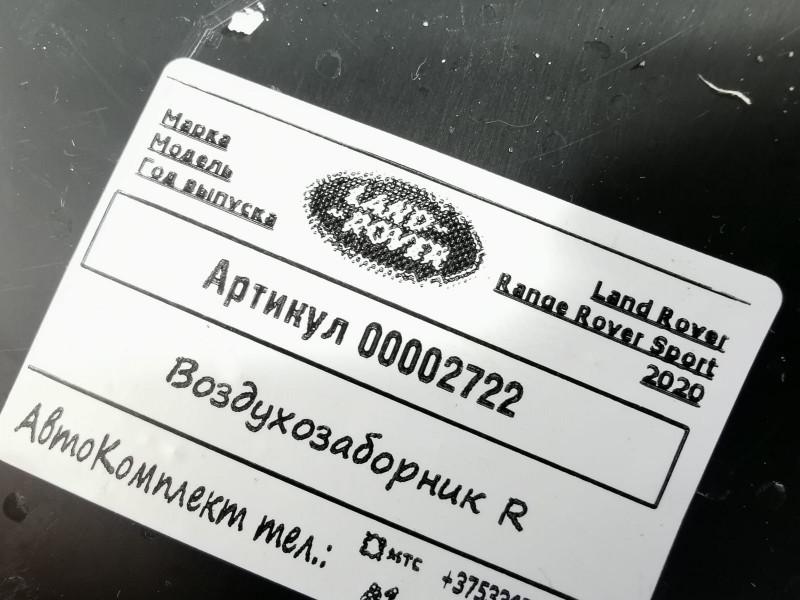 Марка
Модель
Год выпуска
LAND-
ROVER
Land Rover
Range Rover Sport
2020
Артикул 00002722
Воздухозаборник R
АвтоКомплект тел.:
мтс